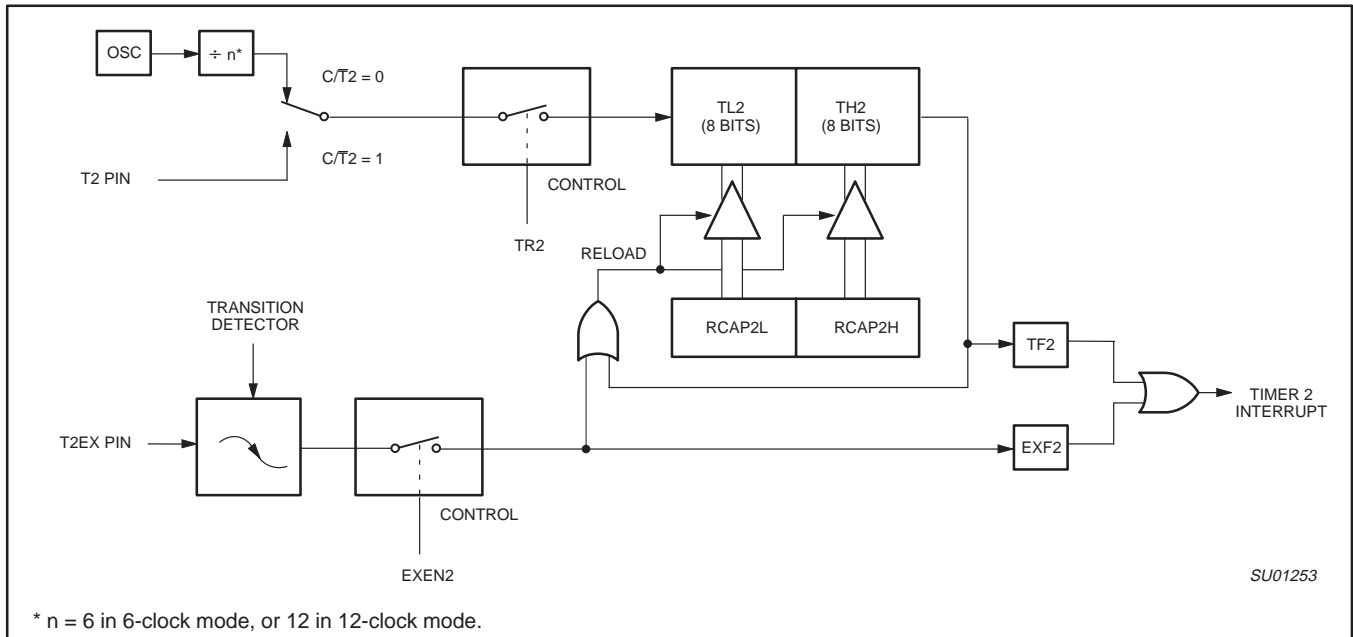 OSC
÷ n*
C/T̅2 = 0
C/T̅2 = 1
T2 PIN
CONTROL
TR2
TL2
(8 BITS)
TH2
(8 BITS)
RELOAD
RCAP2L
RCAP2H
TRANSITION
DETECTOR
T2EX PIN
CONTROL
EXEN2
TF2
EXF2
TIMER 2
INTERRUPT
SU01253
* n = 6 in 6-clock mode, or 12 in 12-clock mode.